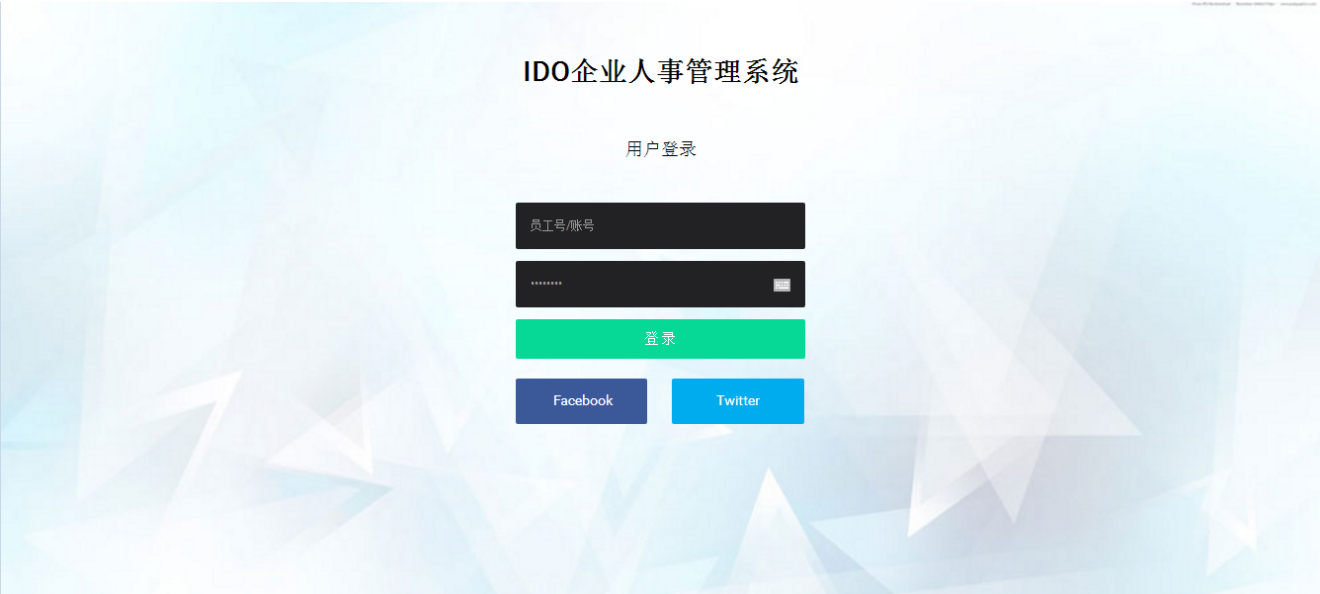 IDO企业人事管理系统
用户登录
员工号/账号
********
登录
Facebook Twitter